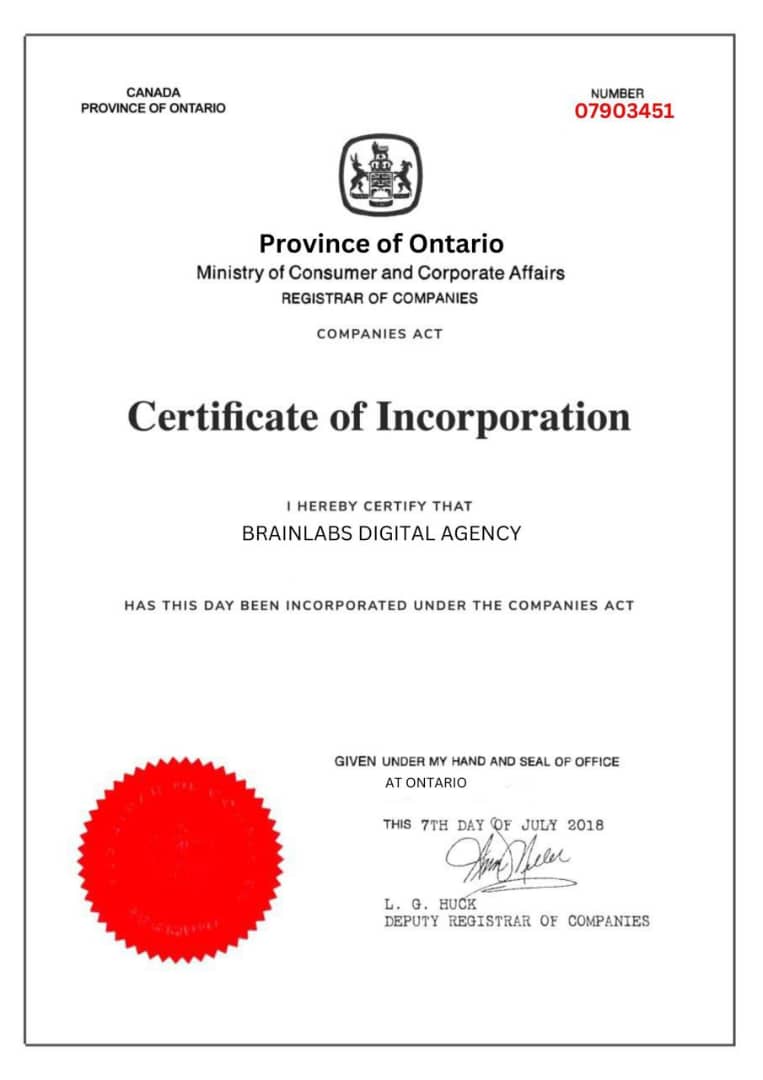 CANADA
PROVINCE OF ONTARIO
NUMBER
07903451
Province of Ontario
Ministry of Consumer and Corporate Affairs
REGISTRAR OF COMPANIES
COMPANIES ACT
Certificate of Incorporation
I HEREBY CERTIFY THAT
BRAINLABS DIGITAL AGENCY
HAS THIS DAY BEEN INCORPORATED UNDER THE COMPANIES ACT
GIVEN UNDER MY HAND AND SEAL OF OFFICE
AT ONTARIO
THIS 7TH DAY OF JULY 2018
L. G. HUCK
DEPUTY REGISTRAR OF COMPANIES